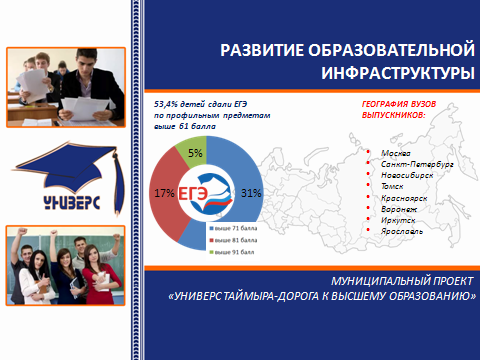 РАЗВИТИЕ ОБРАЗОВАТЕЛЬНОЙ
ИНФРАСТРУКТУРЫ
53,4% детей сдали ЕГЭ
по профильным предметам
выше 61 балла
ГЕОГРАФИЯ ВУЗОВ
ВЫПУСКНИКОВ:
5%
17%
31%
ЕГЭ
выше 71 балла
выше 81 балла
выше 91 балл
Москва
Санкт-Петербург
Новосибирск
Томск
Красноярск
Воронеж
Иркутск
Ярославль
УНИВЕРС
МУНИЦИПАЛЬНЫЙ ПРОЕКТ
«УНИВЕРС ТАЙМЫРА-ДОРОГА К ВЫСШЕМУ ОБРАЗОВАНИЮ»